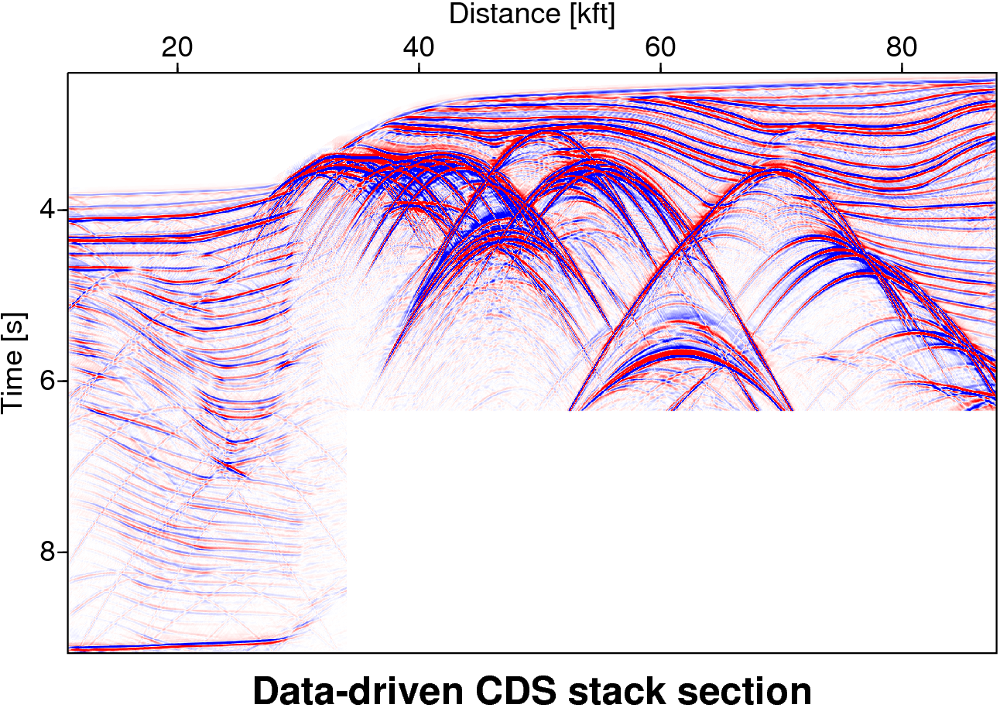 Distance [kft]
20 40 60 80
Time [s]
4
6
8
Data-driven CDS stack section